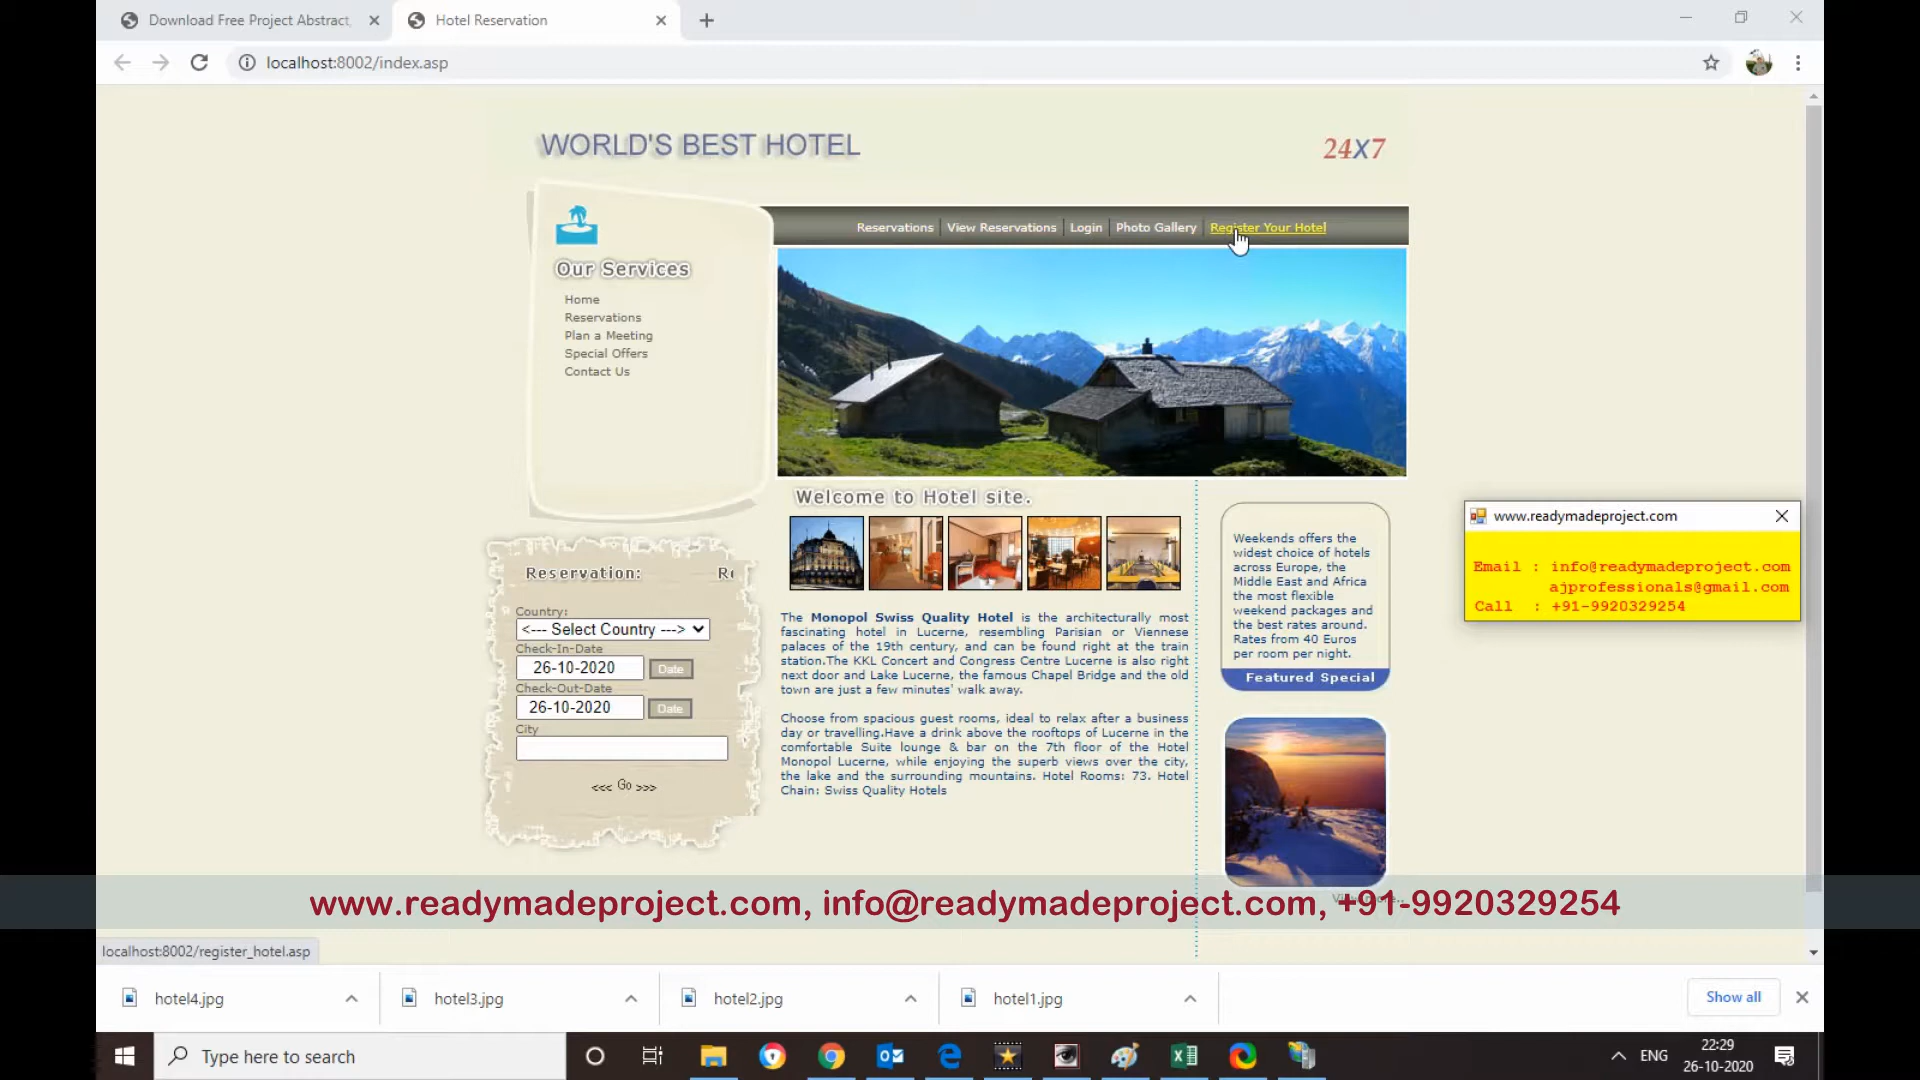 Download Free Project Abstract,
Hotel Reservation
localhost:8002/index.asp
WORLD'S BEST HOTEL
24X7
Reservations
View Reservations
Login
Photo Gallery
Register Your Hotel
Our Services
Home
Reservations
Plan a Meeting
Special Offers
Contact Us
Welcome to Hotel site.
Reservation:
Country:
<--- Select Country --->
Check-In-Date
26-10-2020
Date
Check-Out-Date
26-10-2020
Date
City
<<< Go >>>
The Monopol Swiss Quality Hotel is the architecturally most
fascinating hotel in Lucerne, resembling Parisian or Viennese
palaces of the 19th century, and can be found right at the train
station.The KKL Concert and Congress Centre Lucerne is also right
next door and Lake Lucerne, the famous Chapel Bridge and the old
town are just a few minutes' walk away.
Choose from spacious guest rooms, ideal to relax after a business
day or travelling.Have a drink above the rooftops of Lucerne in the
comfortable Suite lounge & bar on the 7th floor of the Hotel
Monopol Lucerne, while enjoying the superb views over the city,
the lake and the surrounding mountains. Hotel Rooms: 73. Hotel
Chain: Swiss Quality Hotels
Weekends offers the
widest choice of hotels
across Europe, the
Middle East and Africa
the most flexible
weekend packages and
the best rates around.
Rates from 40 Euros
per room per night.
Featured Special
www.readymadeproject.com
Email : info@readymadeproject.com
ajprofessionals@gmail.com
Call : +91-9920329254
www.readymadeproject.com, info@readymadeproject.com, +91-9920329254
localhost:8002/register_hotel.asp
hotel4.jpg
hotel3.jpg
hotel2.jpg
hotel1.jpg
Show all
Type here to search
ENG
22:29
26-10-2020